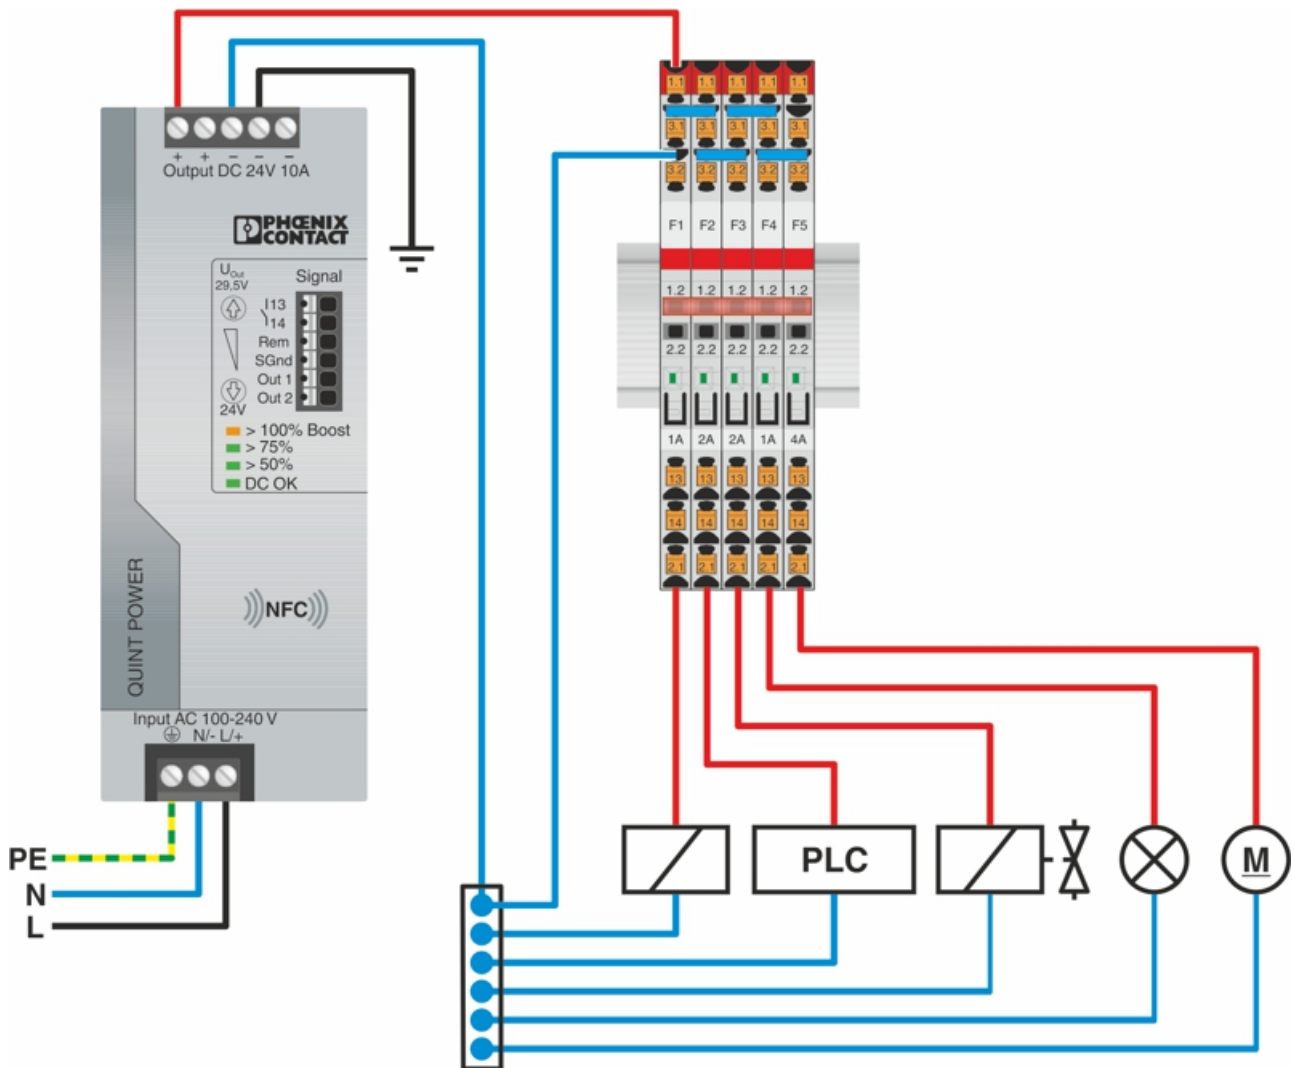 + + − − −
Output DC 24V 10A
PHŒNIX
CONTACT
UOut
29,5V
24V
Signal
13
14
Rem
SGnd
Out 1
Out 2
> 100% Boost
> 75%
> 50%
DC OK
QUINT POWER
NFC
Input AC 100-240 V
N/- L/+
PE
N
L
1.1 1.1 1.1 1.1 1.1
3.1 3.1 3.1 3.1 3.1
3.2 3.2 3.2 3.2 3.2
F1 F2 F3 F4 F5
1.2 1.2 1.2 1.2 1.2
2.2 2.2 2.2 2.2 2.2
1A 2A 2A 1A 4A
13 13 13 13 13
14 14 14 14 14
2.1 2.1 2.1 2.1 2.1
PLC
M